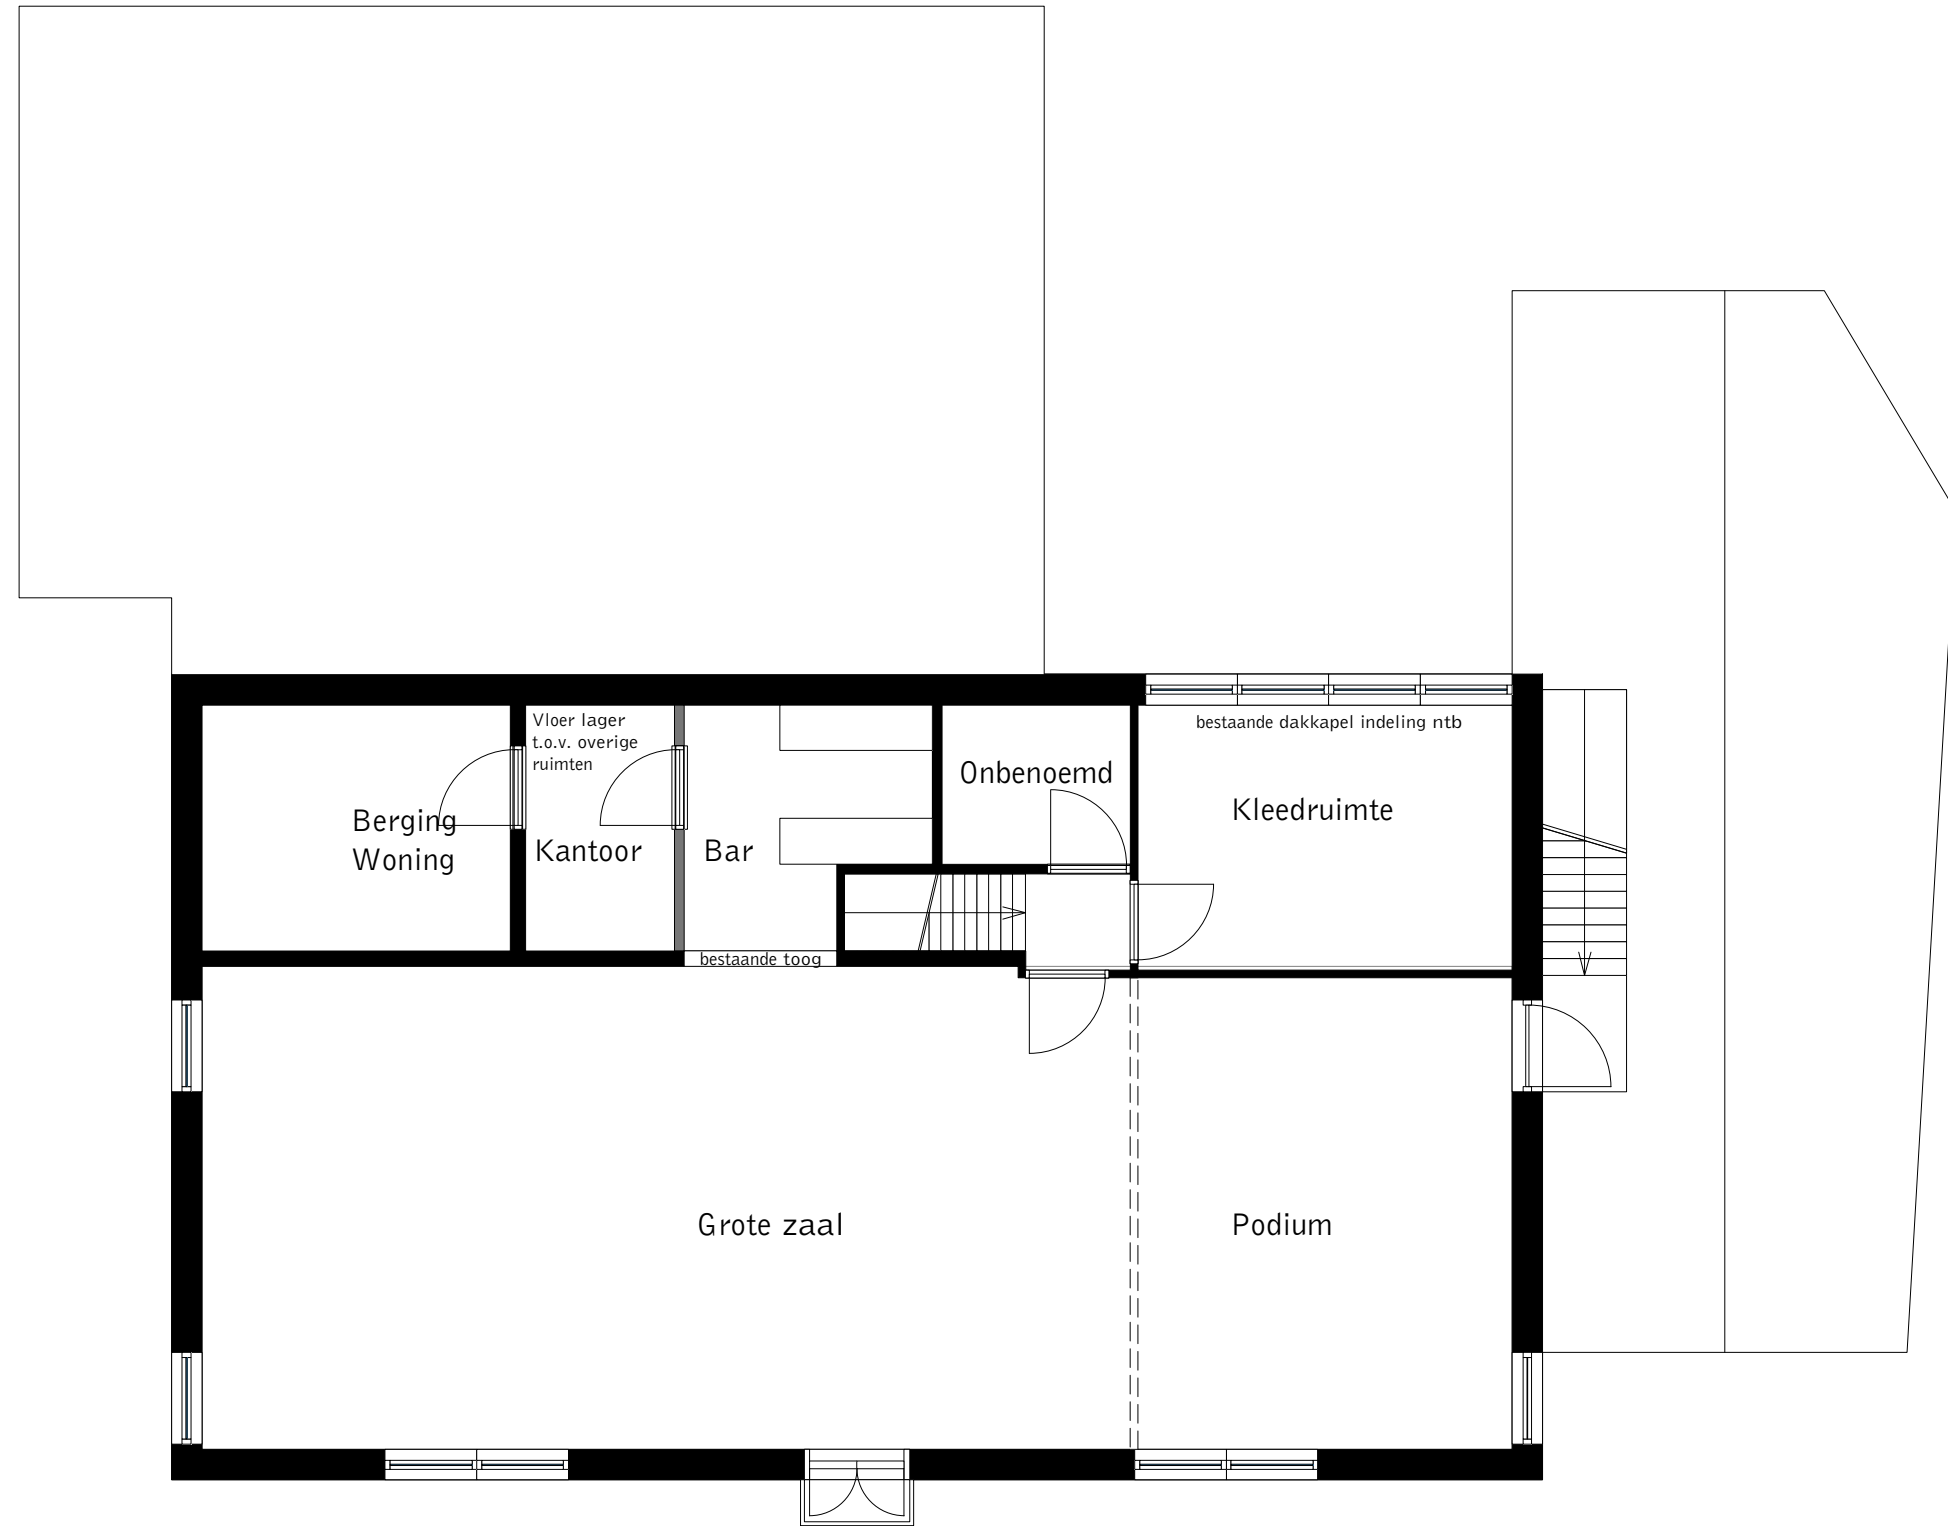 Vloer lager
t.o.v. overige
ruimten
bestaande dakkapel indeling ntb
Onbenoemd
Kleedruimte
Berging
Woning
Kantoor
Bar
bestaande toog
Grote zaal
Podium